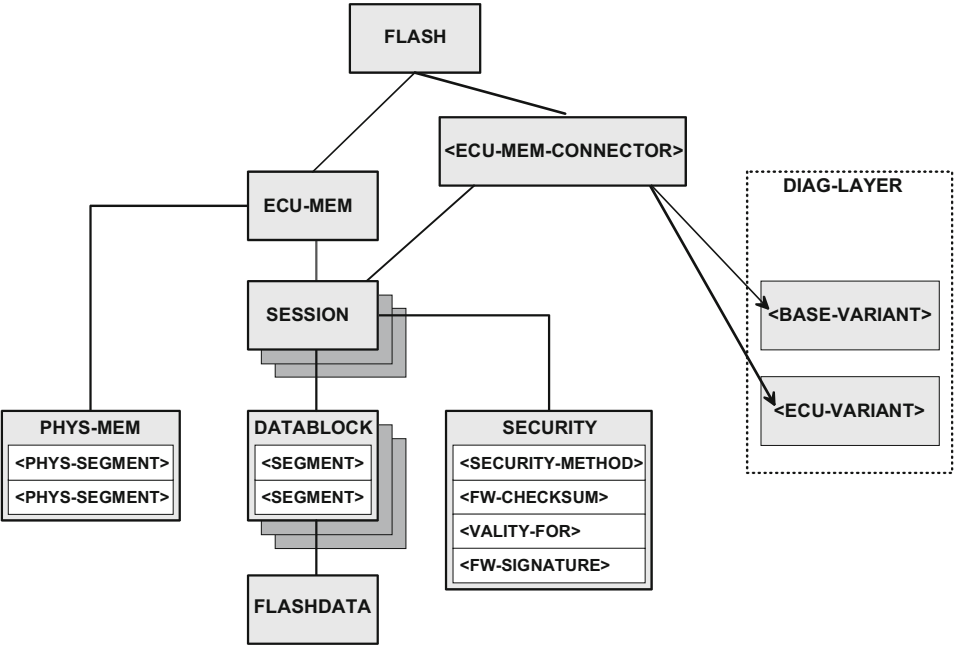 FLASH
<ECU-MEM-CONNECTOR>
DIAG-LAYER
ECU-MEM
SESSION
<BASE-VARIANT>
<ECU-VARIANT>
PHYS-MEM
<PHYS-SEGMENT>
<PHYS-SEGMENT>
DATABLOCK
<SEGMENT>
<SEGMENT>
SECURITY
<SECURITY-METHOD>
<FW-CHECKSUM>
<VALITY-FOR>
<FW-SIGNATURE>
FLASHDATA